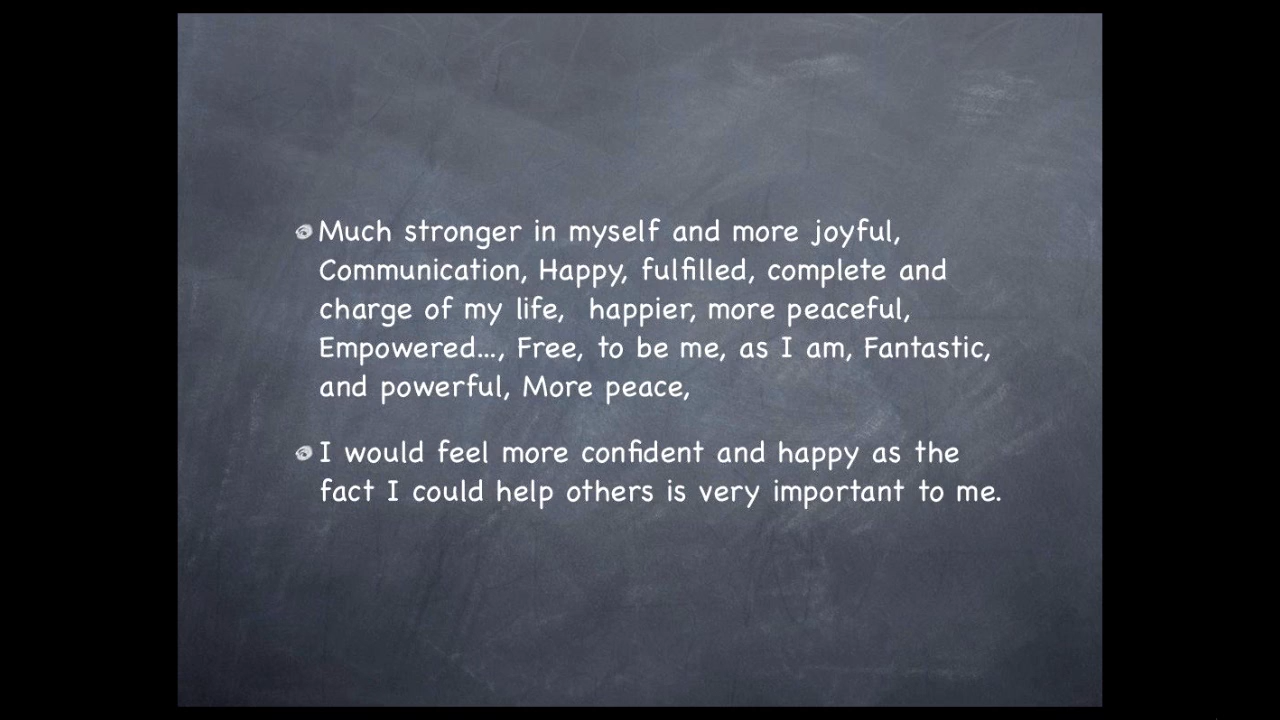 Much stronger in myself and more joyful,
Communication, Happy, fulfilled, complete and
charge of my life,  happier, more peaceful,
Empowered..., Free, to be me, as I am, Fantastic,
and powerful, More peace,
I would feel more confident and happy as the
fact I could help others is very important to me.